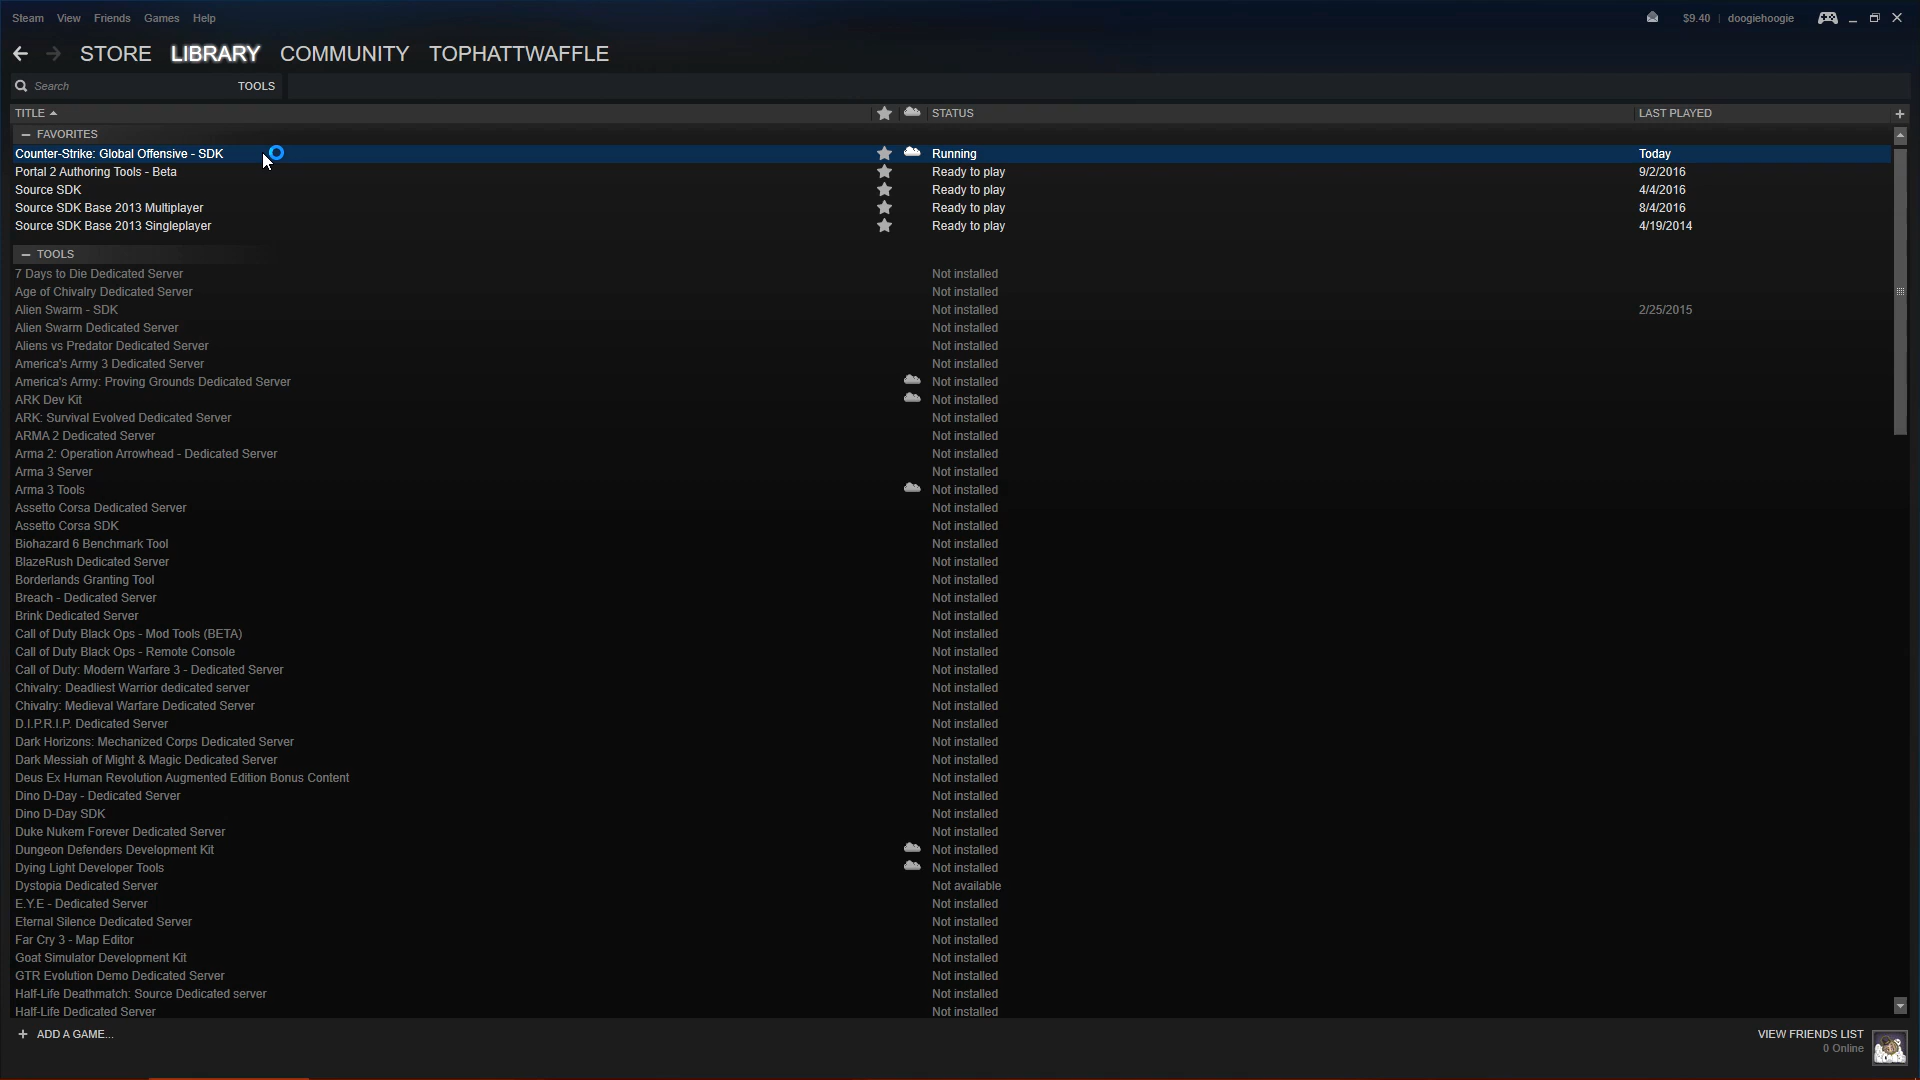 Steam View Friends Games Help $9.40 | doogiehoogie
STORE LIBRARY COMMUNITY TOPHATTWAFFLE
Search TOOLS
TITLE STATUS LAST PLAYED +
− FAVORITES
Counter-Strike: Global Offensive - SDK Running Today
Portal 2 Authoring Tools - Beta Ready to play 9/2/2016
Source SDK Ready to play 4/4/2016
Source SDK Base 2013 Multiplayer Ready to play 8/4/2016
Source SDK Base 2013 Singleplayer Ready to play 4/19/2014
− TOOLS
7 Days to Die Dedicated Server Not installed
Age of Chivalry Dedicated Server Not installed
Alien Swarm - SDK Not installed 2/25/2015
Alien Swarm Dedicated Server Not installed
Aliens vs Predator Dedicated Server Not installed
America's Army 3 Dedicated Server Not installed
America's Army: Proving Grounds Dedicated Server Not installed
ARK Dev Kit Not installed
ARK: Survival Evolved Dedicated Server Not installed
ARMA 2 Dedicated Server Not installed
Arma 2: Operation Arrowhead - Dedicated Server Not installed
Arma 3 Server Not installed
Arma 3 Tools Not installed
Assetto Corsa Dedicated Server Not installed
Assetto Corsa SDK Not installed
Biohazard 6 Benchmark Tool Not installed
BlazeRush Dedicated Server Not installed
Borderlands Granting Tool Not installed
Breach - Dedicated Server Not installed
Brink Dedicated Server Not installed
Call of Duty Black Ops - Mod Tools (BETA) Not installed
Call of Duty Black Ops - Remote Console Not installed
Call of Duty: Modern Warfare 3 - Dedicated Server Not installed
Chivalry: Deadliest Warrior dedicated server Not installed
Chivalry: Medieval Warfare Dedicated Server Not installed
D.I.P.R.I.P. Dedicated Server Not installed
Dark Horizons: Mechanized Corps Dedicated Server Not installed
Dark Messiah of Might & Magic Dedicated Server Not installed
Deus Ex Human Revolution Augmented Edition Bonus Content Not installed
Dino D-Day - Dedicated Server Not installed
Dino D-Day SDK Not installed
Duke Nukem Forever Dedicated Server Not installed
Dungeon Defenders Development Kit Not installed
Dying Light Developer Tools Not installed
Dystopia Dedicated Server Not available
E.Y.E - Dedicated Server Not installed
Eternal Silence Dedicated Server Not installed
Far Cry 3 - Map Editor Not installed
Goat Simulator Development Kit Not installed
GTR Evolution Demo Dedicated Server Not installed
Half-Life Deathmatch: Source Dedicated server Not installed
Half-Life Dedicated Server Not installed
+ ADD A GAME... VIEW FRIENDS LIST
0 Online